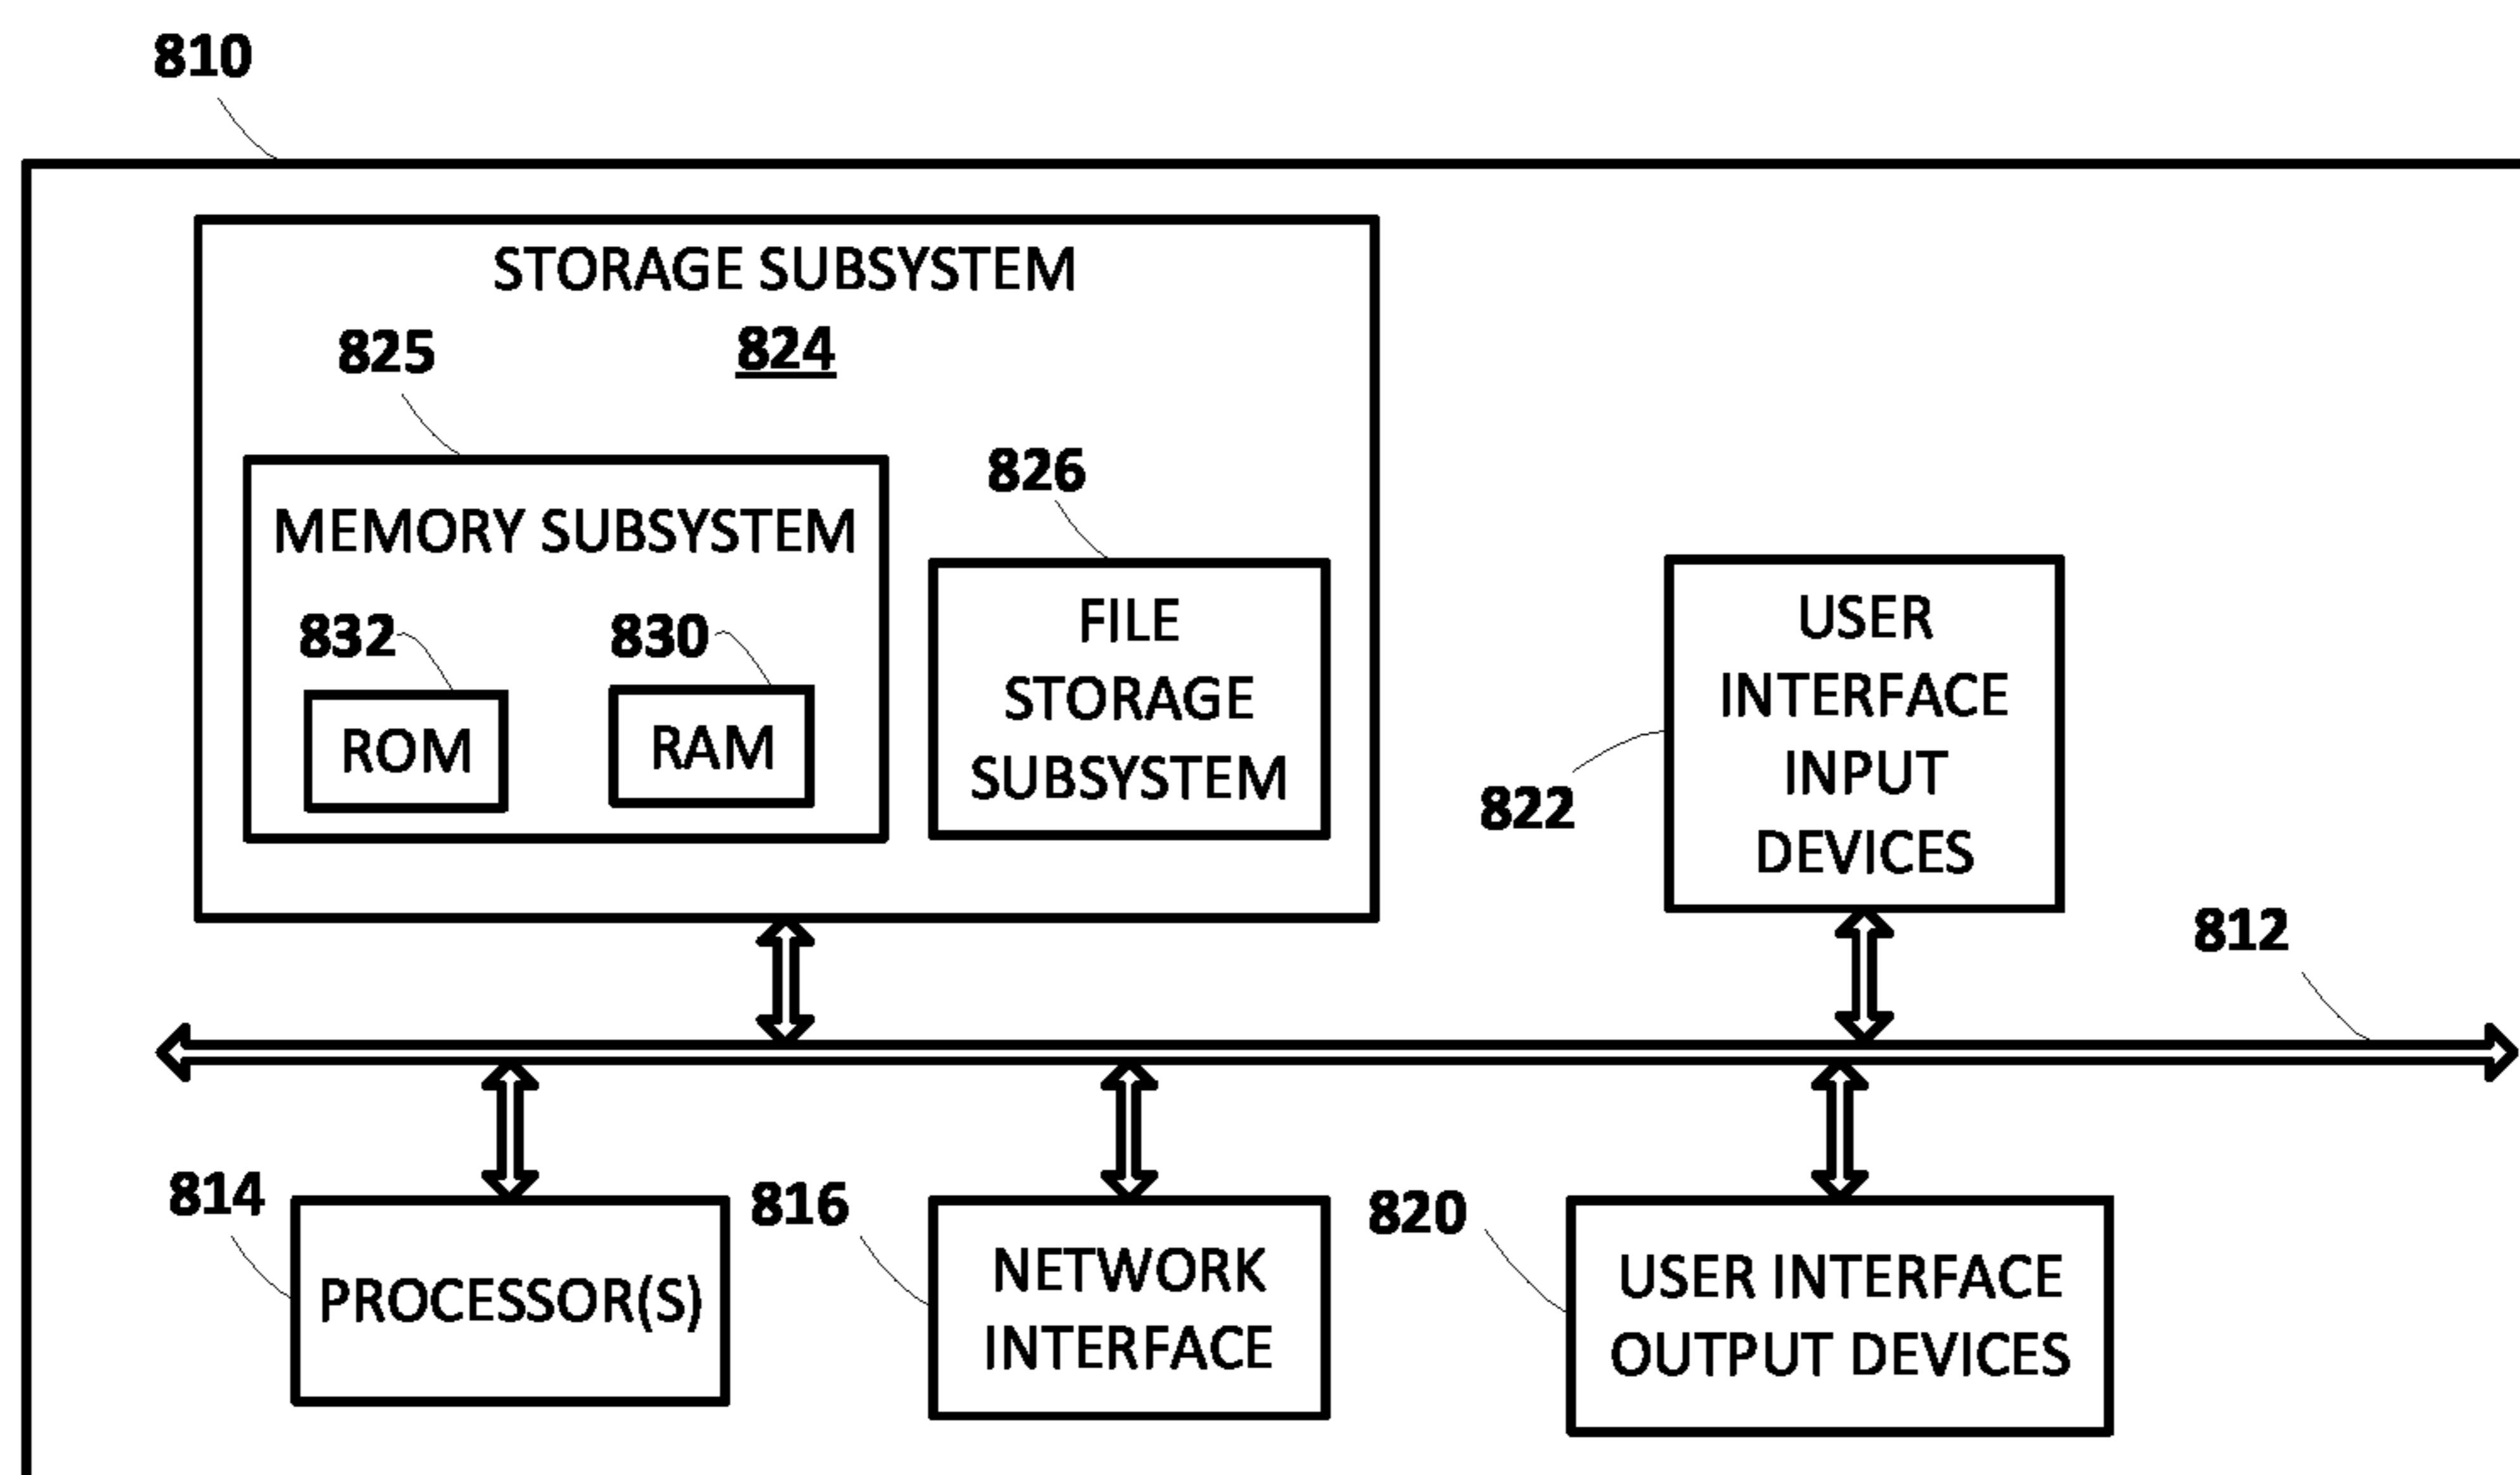 810
STORAGE SUBSYSTEM
824
825
MEMORY SUBSYSTEM
832
830
ROM
RAM
826
FILE
STORAGE
SUBSYSTEM
USER
INTERFACE
INPUT
DEVICES
822
812
814
PROCESSOR(S)
816
NETWORK
INTERFACE
820
USER INTERFACE
OUTPUT DEVICES